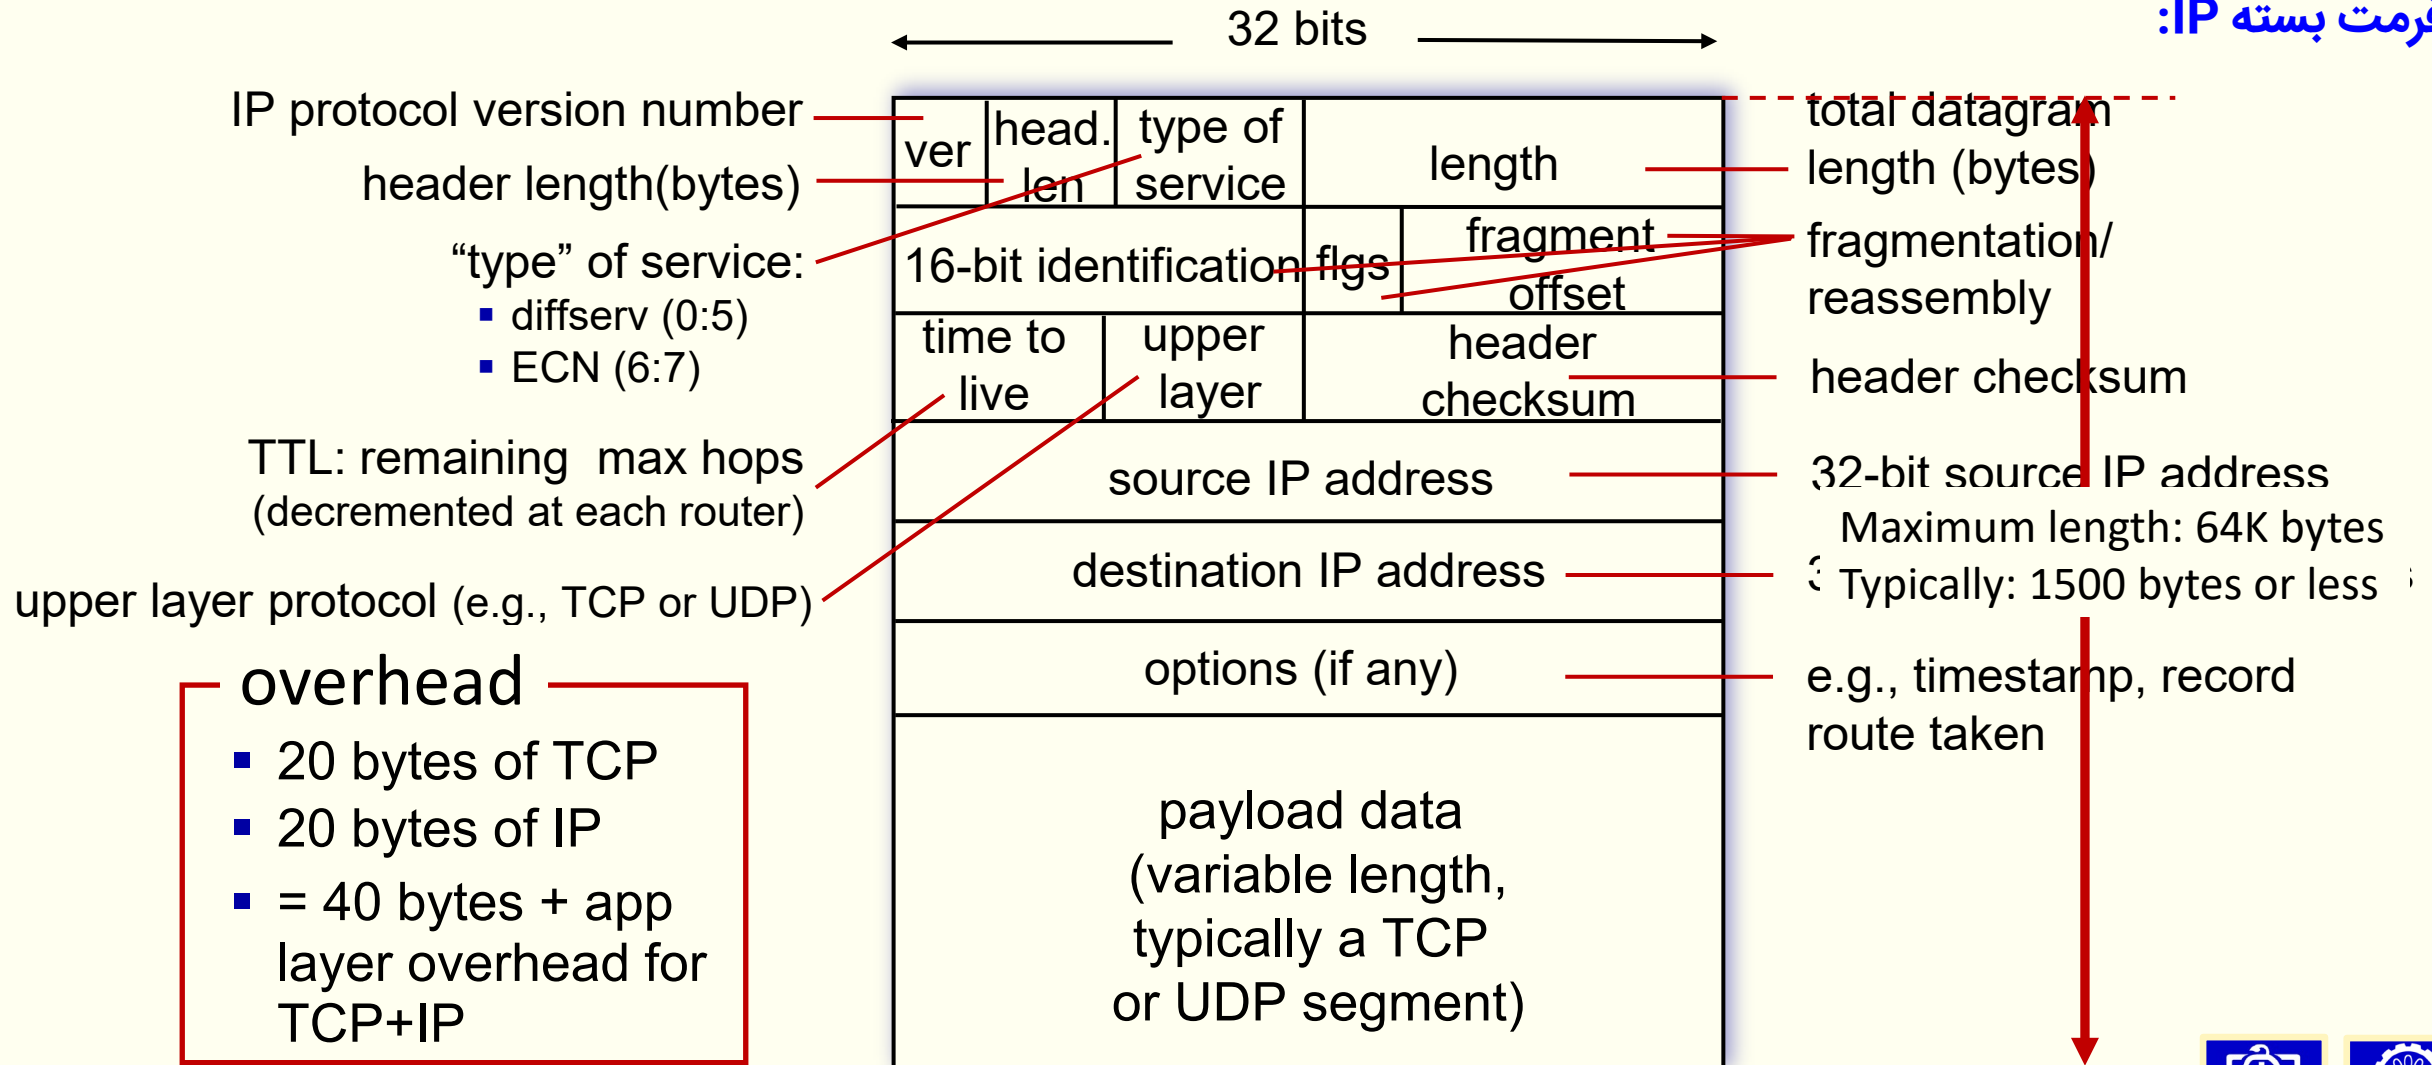 فرمت بسته IP:
32 bits
IP protocol version number
header length(bytes)
“type” of service:
diffserv (0:5)
ECN (6:7)
TTL: remaining max hops
(decremented at each router)
upper layer protocol (e.g., TCP or UDP)
overhead
20 bytes of TCP
20 bytes of IP
= 40 bytes + app
layer overhead for
TCP+IP
ver
head.
len
type of
service
length
16-bit identification
flgs
fragment
offset
time to
live
upper
layer
header
checksum
source IP address
destination IP address
options (if any)
payload data
(variable length,
typically a TCP
or UDP segment)
total datagram
length (bytes)
fragmentation/
reassembly
header checksum
32-bit source IP address
Maximum length: 64K bytes
Typically: 1500 bytes or less
e.g., timestamp, record
route taken